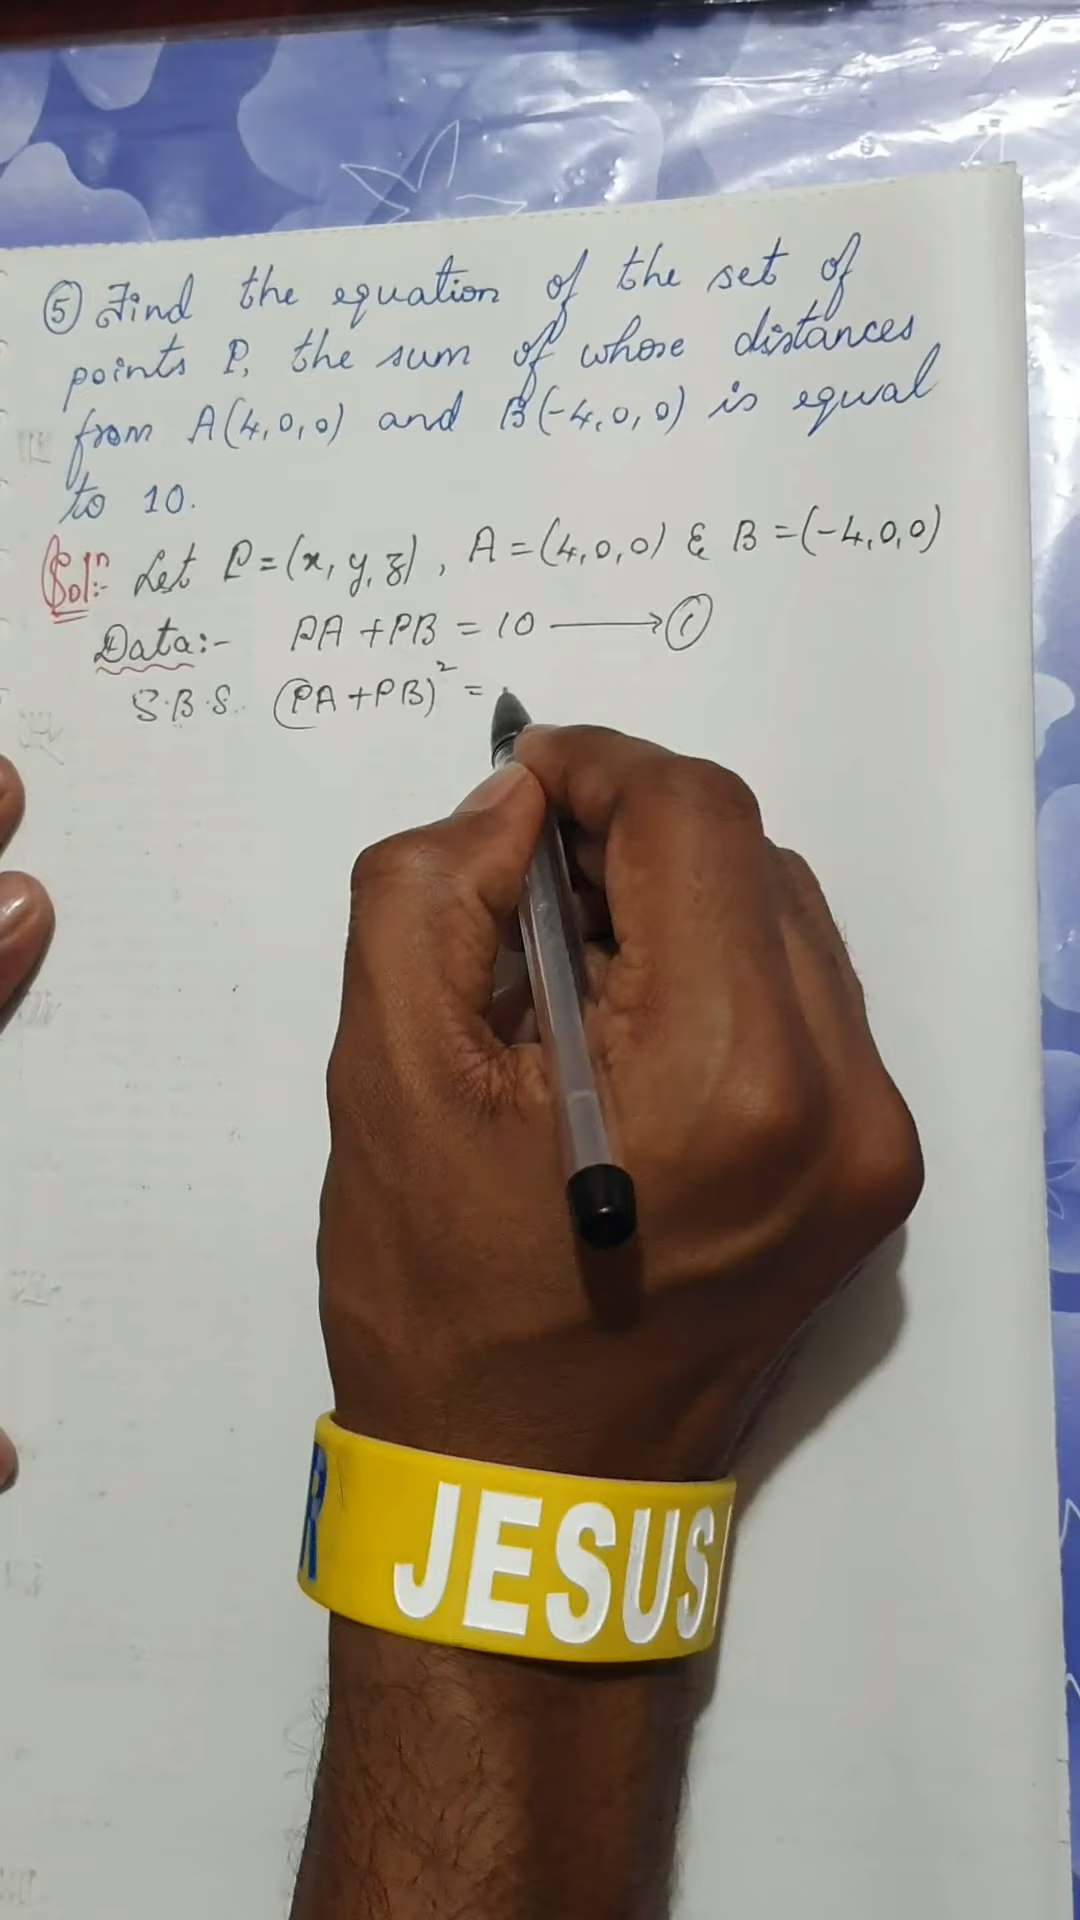 ⑤ Find the equation of the set of
points P, the sum of whose distances
from A(4,0,0) and B(-4,0,0) is equal
to 10.
Solⁿ:- Let P=(x, y, z), A=(4,0,0) & B=(-4,0,0)
Data:- PA+PB=10 ⟶①
S.B.S. (PA+PB)²=
R JESUS